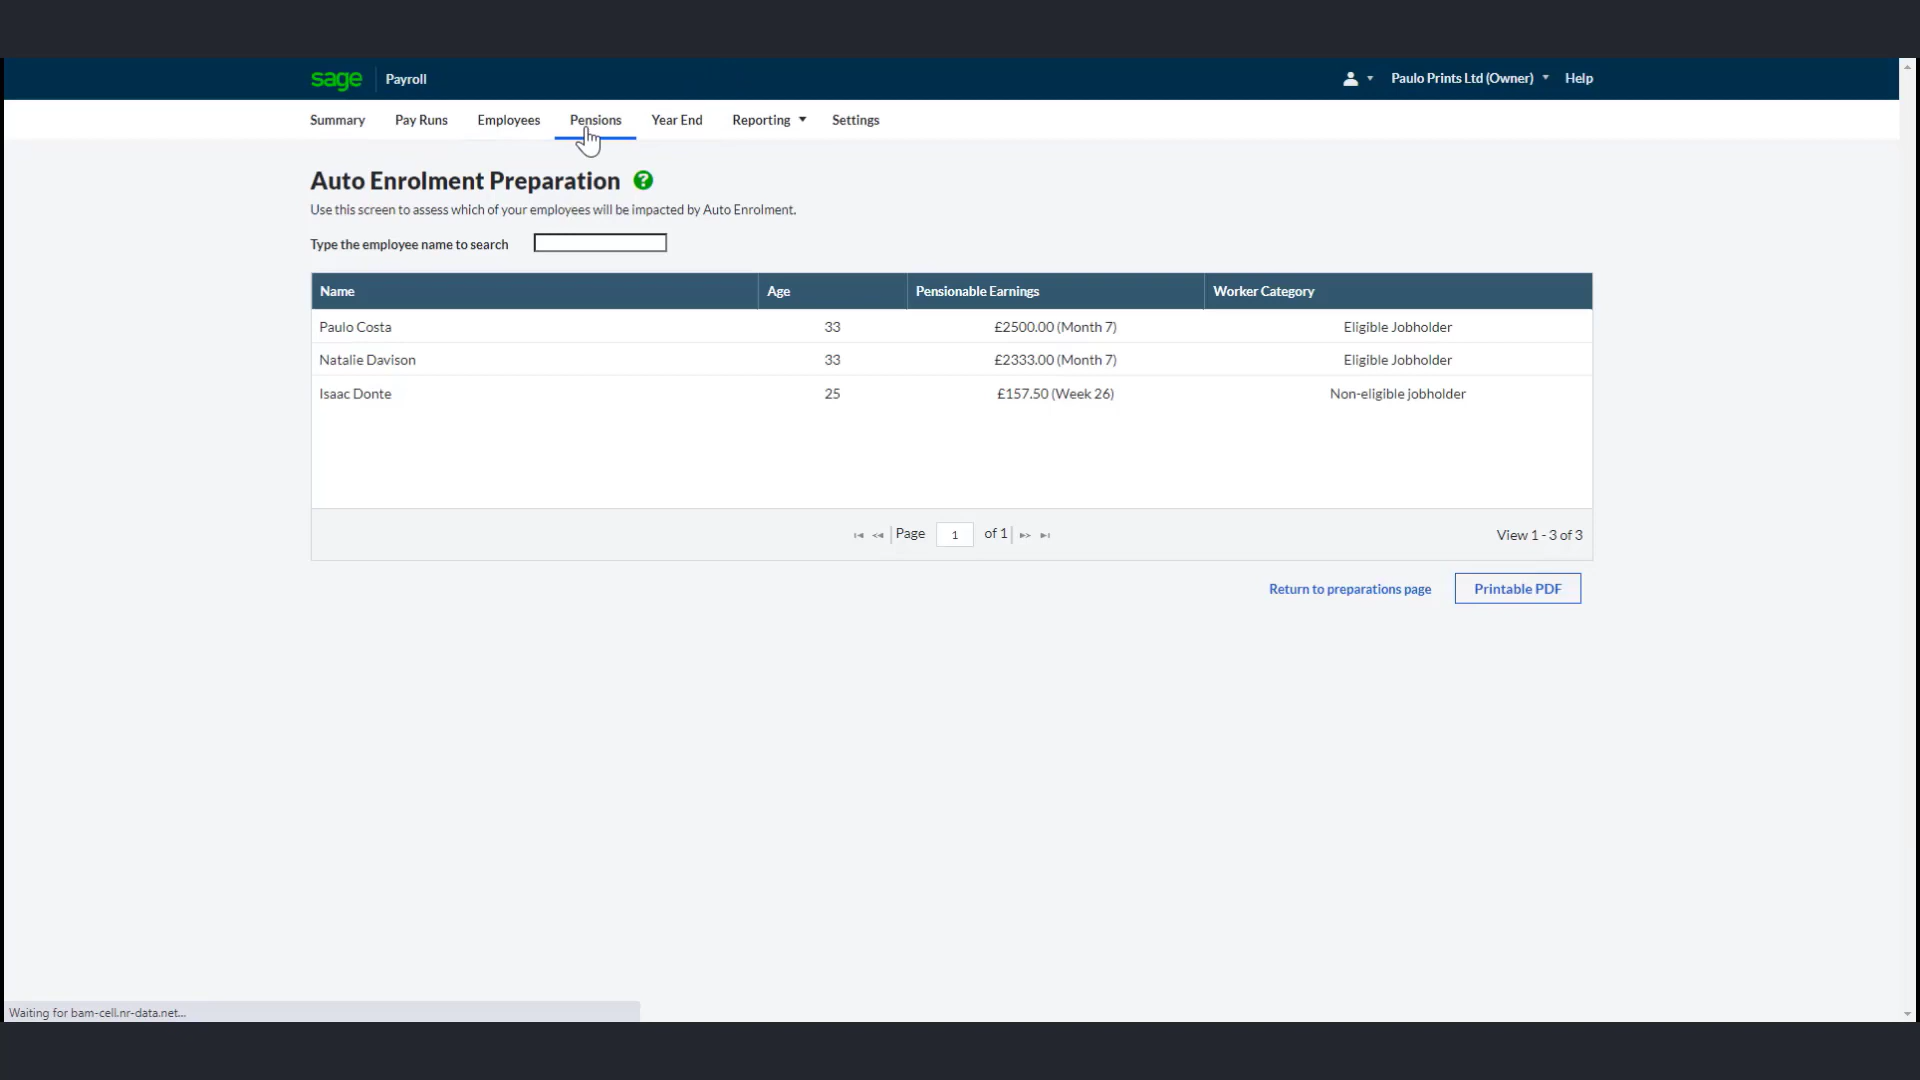 sage Payroll Paulo Prints Ltd (Owner) Help
Summary Pay Runs Employees Pensions Year End Reporting Settings
Auto Enrolment Preparation ?
Use this screen to assess which of your employees will be impacted by Auto Enrolment.
Type the employee name to search
Name Age Pensionable Earnings Worker Category
Paulo Costa 33 £2500.00 (Month 7) Eligible Jobholder
Natalie Davison 33 £2333.00 (Month 7) Eligible Jobholder
Isaac Donte 25 £157.50 (Week 26) Non-eligible jobholder
Page 1 of 1 View 1 - 3 of 3
Return to preparations page Printable PDF
Waiting for bam-cell.nr-data.net...